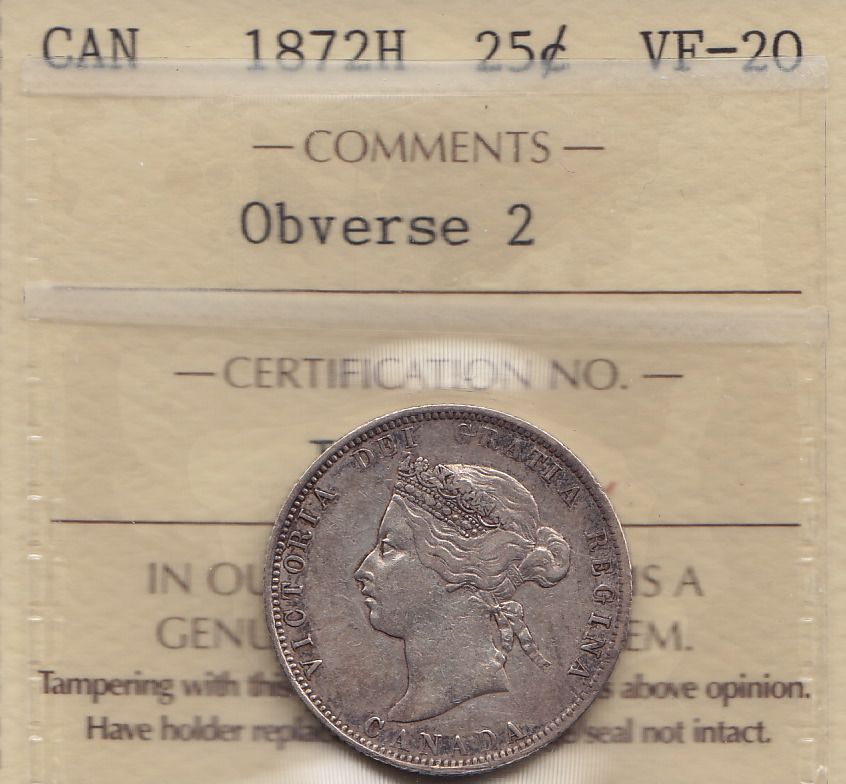 CAN 1872H 25¢ VF-20
— COMMENTS —
Obverse 2
— CERTIFICATION NO. —
VICTORIA DEI GRATIA REGINA
CANADA
IN OU S A
GENU EM.
Tampering with this above opinion.
Have holder repla seal not intact.